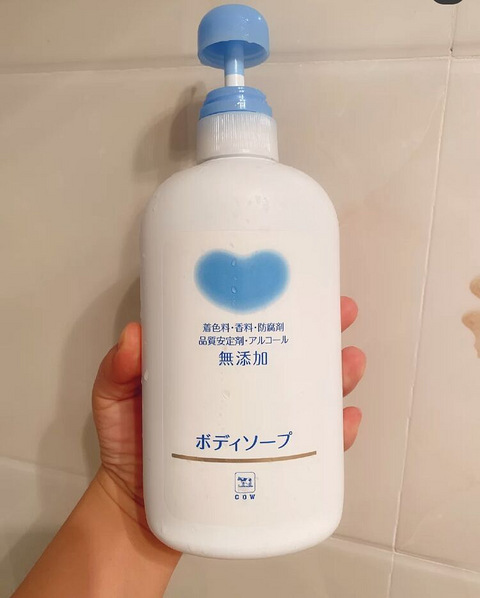 着色料・香料・防腐剤
品質安定剤・アルコール
無添加
ボディソープ
COW